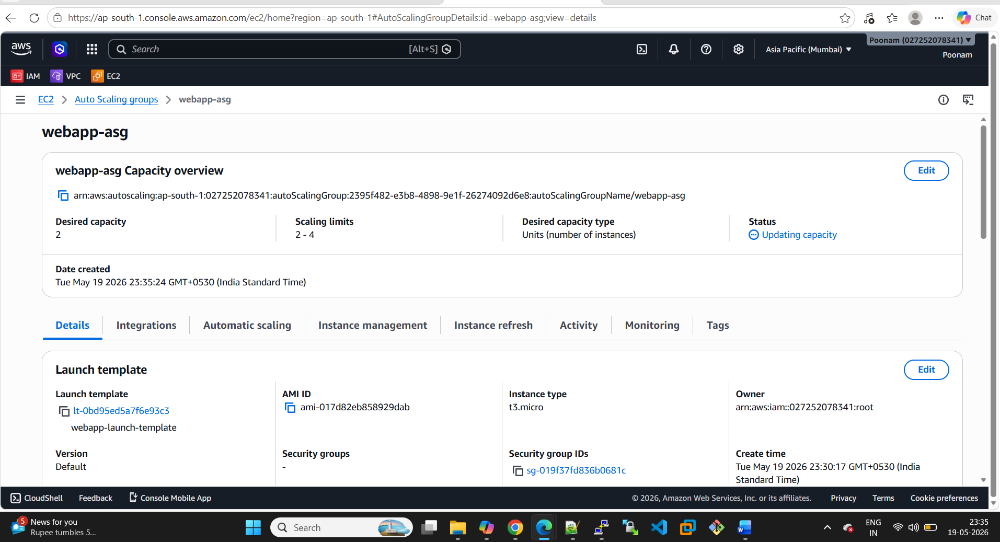 https://ap-south-1.console.aws.amazon.com/ec2/home?region=ap-south-1#AutoScalingGroupDetails:id=webapp-asg;view=details
Chat
aws
Search
[Alt+S]
Asia Pacific (Mumbai)
Poonam (027252078341)
Poonam
IAM
VPC
EC2
EC2
Auto Scaling groups
webapp-asg
webapp-asg
webapp-asg Capacity overview
Edit
arn:aws:autoscaling:ap-south-1:027252078341:autoScalingGroup:2395f482-e3b8-4898-9e1f-26274092d6e8:autoScalingGroupName/webapp-asg
Desired capacity
2
Scaling limits
2 - 4
Desired capacity type
Units (number of instances)
Status
Updating capacity
Date created
Tue May 19 2026 23:35:24 GMT+0530 (India Standard Time)
Details
Integrations
Automatic scaling
Instance management
Instance refresh
Activity
Monitoring
Tags
Launch template
Edit
Launch template
lt-0bd95ed5a7f6e93c3
webapp-launch-template
AMI ID
ami-017d82eb858929dab
Instance type
t3.micro
Owner
arn:aws:iam::027252078341:root
Version
Default
Security groups
-
Security group IDs
sg-019f37fd836b0681c
Create time
Tue May 19 2026 23:30:17 GMT+0530 (India
Standard Time)
CloudShell
Feedback
Console Mobile App
© 2026, Amazon Web Services, Inc. or its affiliates.
Privacy
Terms
Cookie preferences
5
News for you
Rupee tumbles 5...
Search
ENG
IN
23:35
19-05-2026